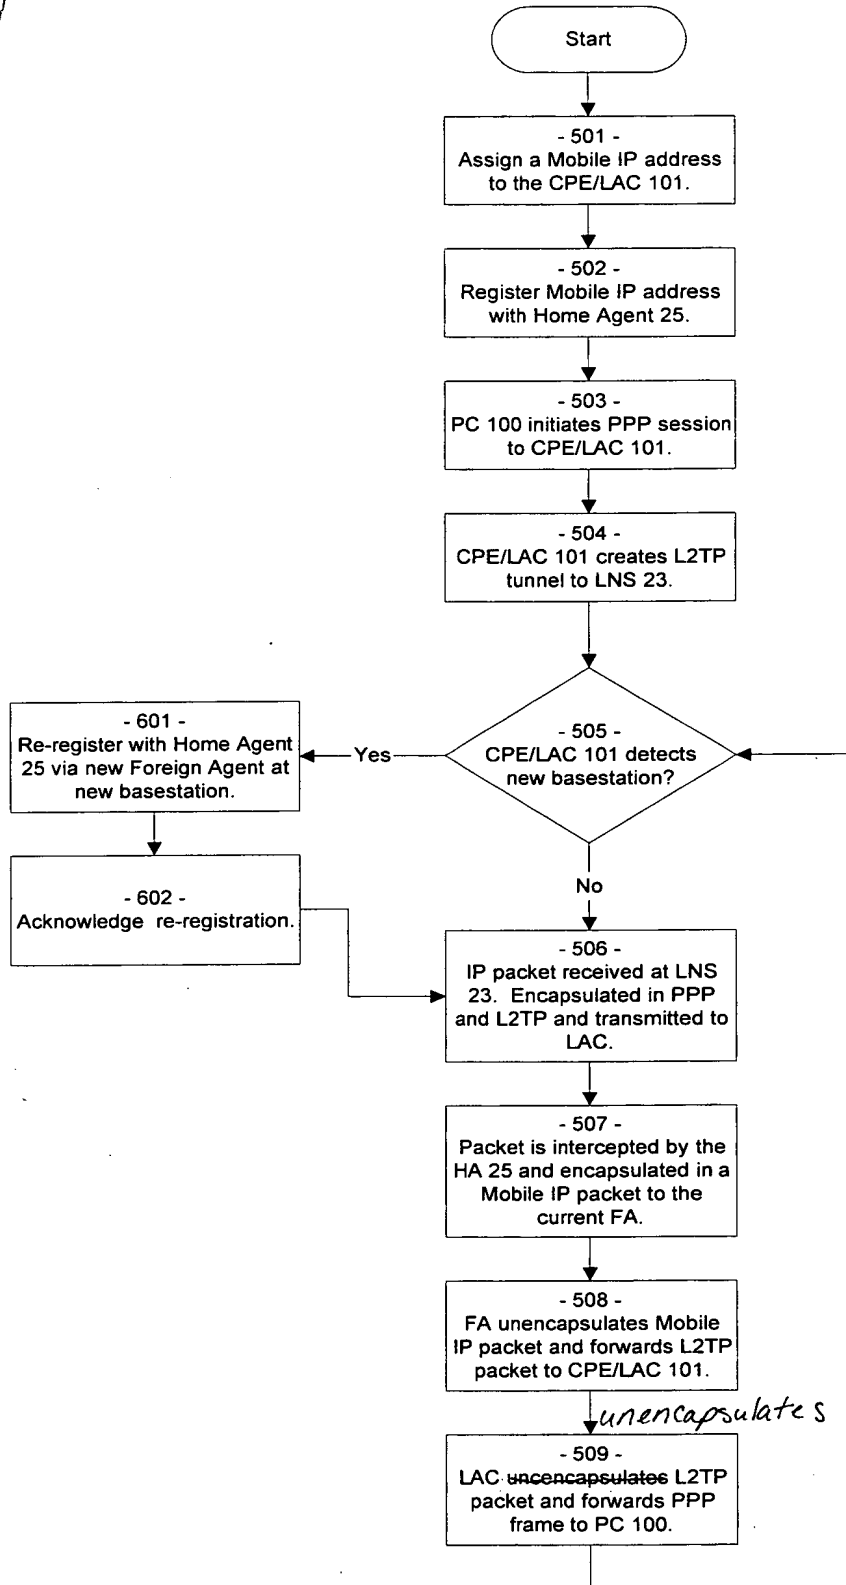 Start
- 501 -
Assign a Mobile IP address
to the CPE/LAC 101.
- 502 -
Register Mobile IP address
with Home Agent 25.
- 503 -
PC 100 initiates PPP session
to CPE/LAC 101.
- 504 -
CPE/LAC 101 creates L2TP
tunnel to LNS 23.
- 505 -
CPE/LAC 101 detects
new basestation?
Yes
- 601 -
Re-register with Home Agent
25 via new Foreign Agent at
new basestation.
- 602 -
Acknowledge re-registration.
No
- 506 -
IP packet received at LNS
23. Encapsulated in PPP
and L2TP and transmitted to
LAC.
- 507 -
Packet is intercepted by the
HA 25 and encapsulated in a
Mobile IP packet to the
current FA.
- 508 -
FA unencapsulates Mobile
IP packet and forwards L2TP
packet to CPE/LAC 101.
unencapsulates
- 509 -
LAC uncencapsulates L2TP
packet and forwards PPP
frame to PC 100.